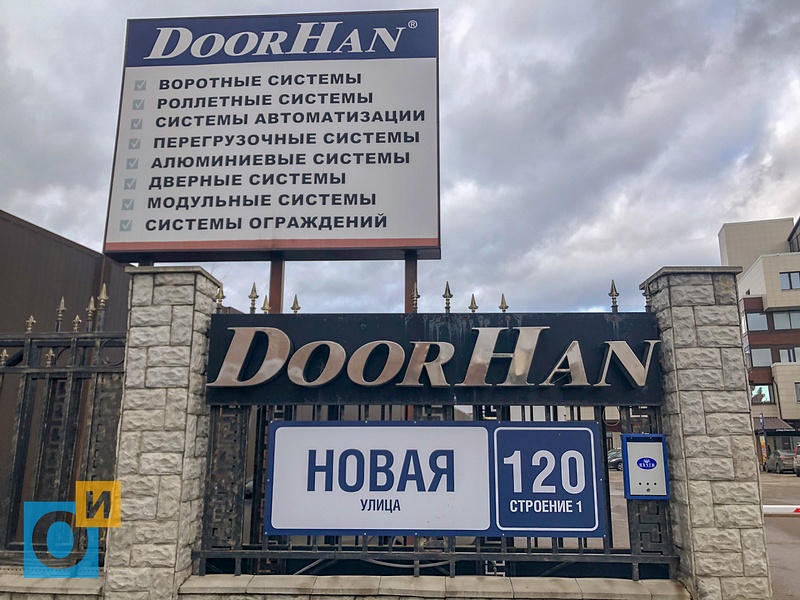 DOORHAN®
ВОРОТНЫЕ СИСТЕМЫ
РОЛЛЕТНЫЕ СИСТЕМЫ
СИСТЕМЫ АВТОМАТИЗАЦИИ
ПЕРЕГРУЗОЧНЫЕ СИСТЕМЫ
АЛЮМИНИЕВЫЕ СИСТЕМЫ
ДВЕРНЫЕ СИСТЕМЫ
МОДУЛЬНЫЕ СИСТЕМЫ
СИСТЕМЫ ОГРАЖДЕНИЙ
DOORHAN
НОВАЯ
УЛИЦА
120
СТРОЕНИЕ 1
ОИ